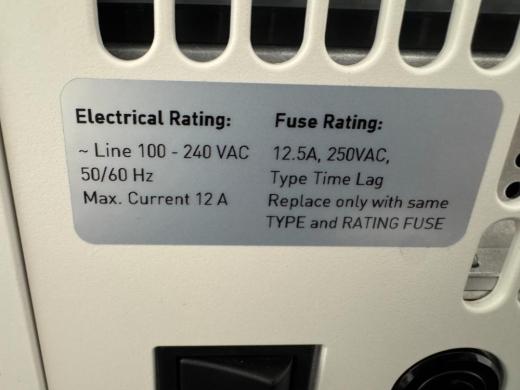 Electrical Rating:
~ Line 100 - 240 VAC
50/60 Hz
Max. Current 12 A
Fuse Rating:
12.5A, 250VAC,
Type Time Lag
Replace only with same
TYPE and RATING FUSE